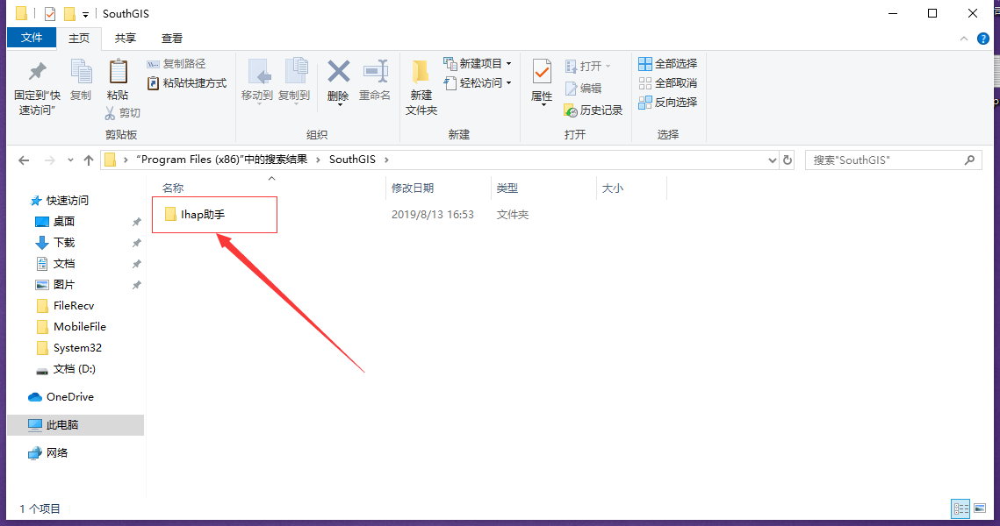 SouthGIS
文件 主页 共享 查看
固定到"快速访问"
复制
粘贴
复制路径
粘贴快捷方式
剪切
剪贴板
移动到
复制到
删除
重命名
组织
新建文件夹
新建项目
轻松访问
新建
属性
打开
编辑
历史记录
打开
全部选择
全部取消
反向选择
选择
"Program Files (x86)"中的搜索结果 › SouthGIS ›
搜索"SouthGIS"
名称 修改日期 类型 大小
Ihap助手 2019/8/13 16:53 文件夹
快速访问
桌面
下载
文档
图片
FileRecv
MobileFile
System32
文档 (D:)
OneDrive
此电脑
网络
1 个项目